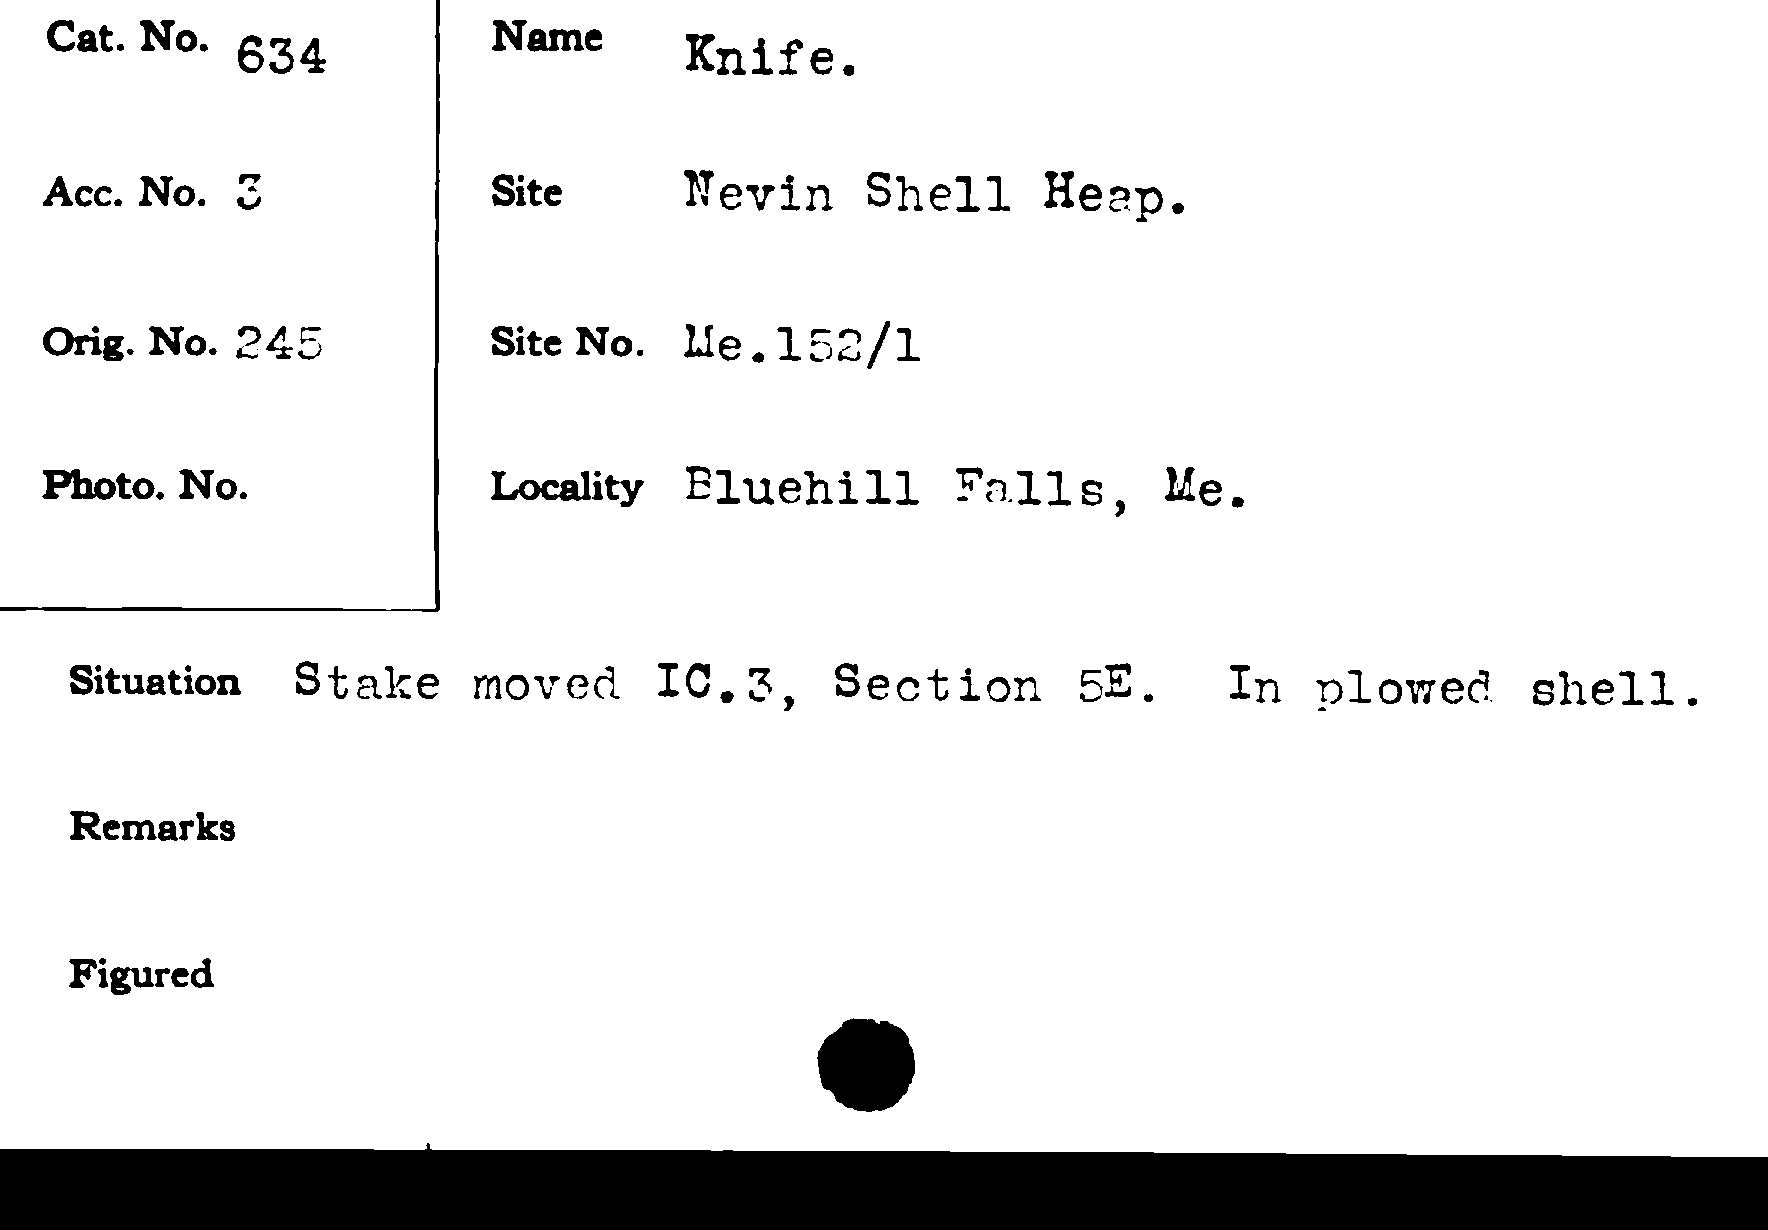 Cat. No. 634
Name Knife.
Acc. No. 3
Site Nevin Shell Heap.
Orig. No. 245
Site No. Me.152/1
Photo. No.
Locality Bluehill Falls, Me.
Situation Stake moved IC.3, Section 5E. In plowed shell.
Remarks
Figured